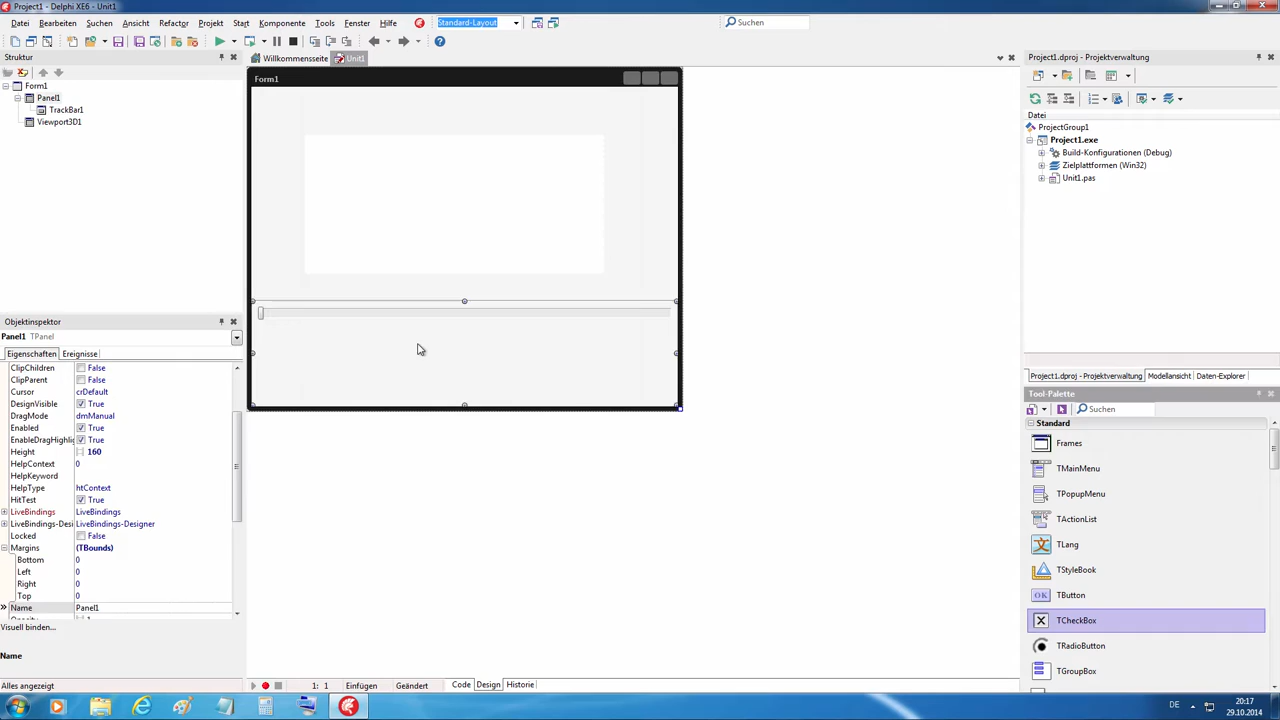 Project1 - Delphi XE6 - Unit1
Datei Bearbeiten Suchen Ansicht Refactor Projekt Start Komponente Tools Fenster Hilfe Standard-Layout Suchen
Struktur
Form1
Panel1
TrackBar1
Viewport3D1
Willkommensseite Unit1
Form1
Project1.dproj - Projektverwaltung
Datei
ProjectGroup1
Project1.exe
Build-Konfigurationen (Debug)
Zielplattformen (Win32)
Unit1.pas
Project1.dproj - Projektverwaltung Modellansicht Daten-Explorer
Objektinspektor
Panel1 TPanel
Eigenschaften Ereignisse
ClipChildren False
ClipParent False
Cursor crDefault
DesignVisible True
DragMode dmManual
Enabled True
EnableDragHighlig True
Height 160
HelpContext 0
HelpKeyword
HelpType htContext
HitTest True
LiveBindings LiveBindings
LiveBindings-Desi LiveBindings-Designer
Locked False
Margins (TBounds)
Bottom 0
Left 0
Right 0
Top 0
Name Panel1
Visuell binden...
Name
Alles angezeigt
Tool-Palette
Suchen
Standard
Frames
TMainMenu
TPopupMenu
TActionList
TLang
TStyleBook
OK TButton
TCheckBox
TRadioButton
TGroupBox
1: 1 Einfügen Geändert Code Design Historie
DE 20:17
29.10.2014